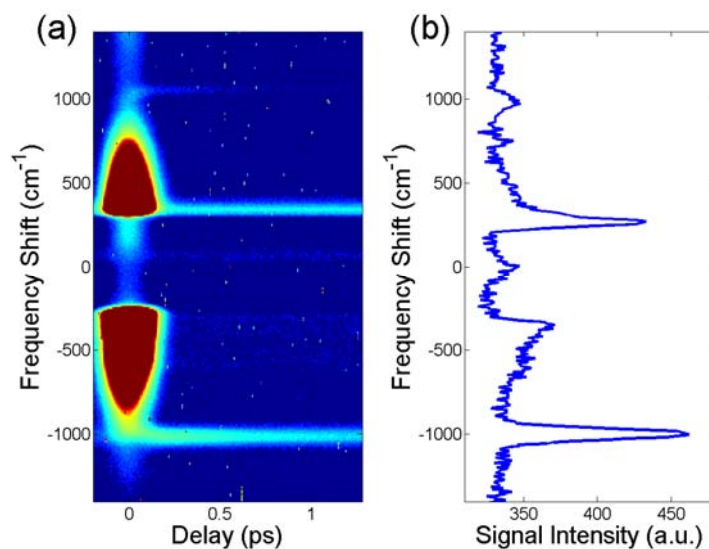 (a)
Frequency Shift (cm⁻¹)
1000
500
0
-500
-1000
0
0.5
1
Delay (ps)
(b)
Frequency Shift (cm⁻¹)
1000
500
0
-500
-1000
350
400
450
Signal Intensity (a.u.)